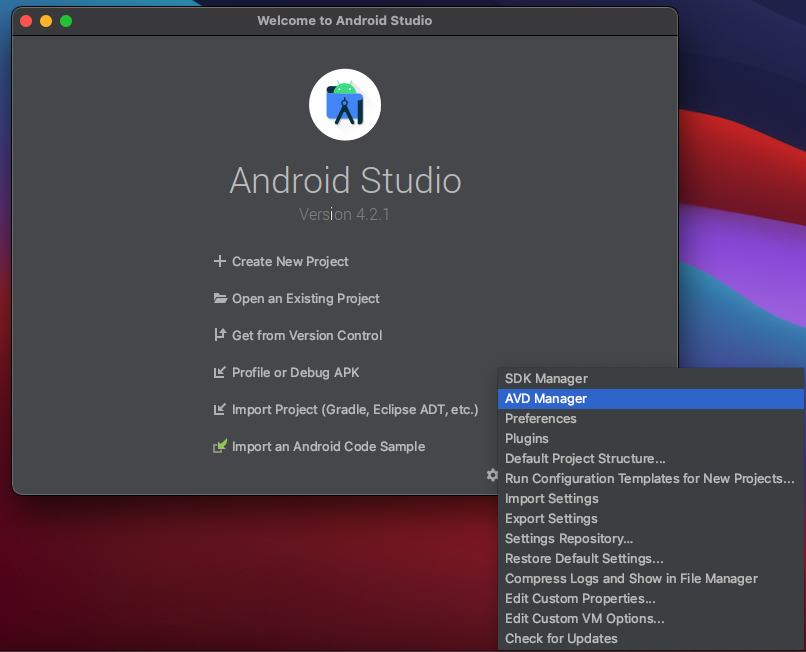 Welcome to Android Studio
Android Studio
Version 4.2.1
Create New Project
Open an Existing Project
Get from Version Control
Profile or Debug APK
Import Project (Gradle, Eclipse ADT, etc.)
Import an Android Code Sample
SDK Manager
AVD Manager
Preferences
Plugins
Default Project Structure...
Run Configuration Templates for New Projects...
Import Settings
Export Settings
Settings Repository...
Restore Default Settings...
Compress Logs and Show in File Manager
Edit Custom Properties...
Edit Custom VM Options...
Check for Updates